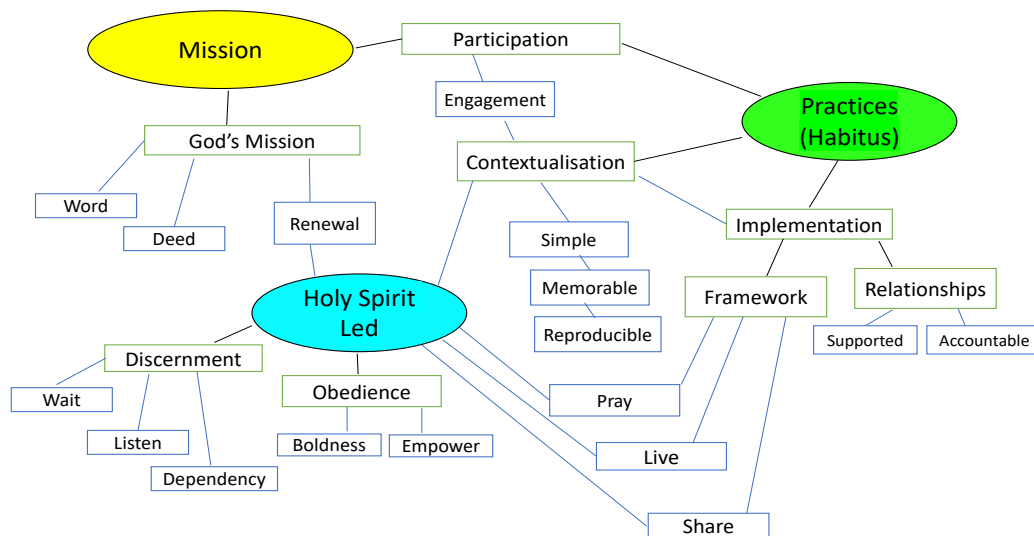 Mission
Participation
Engagement
Practices
(Habitus)
God's Mission
Contextualisation
Word
Deed
Renewal
Simple
Implementation
Memorable
Holy Spirit
Led
Framework
Relationships
Reproducible
Supported
Accountable
Discernment
Wait
Obedience
Pray
Listen
Boldness
Empower
Live
Dependency
Share